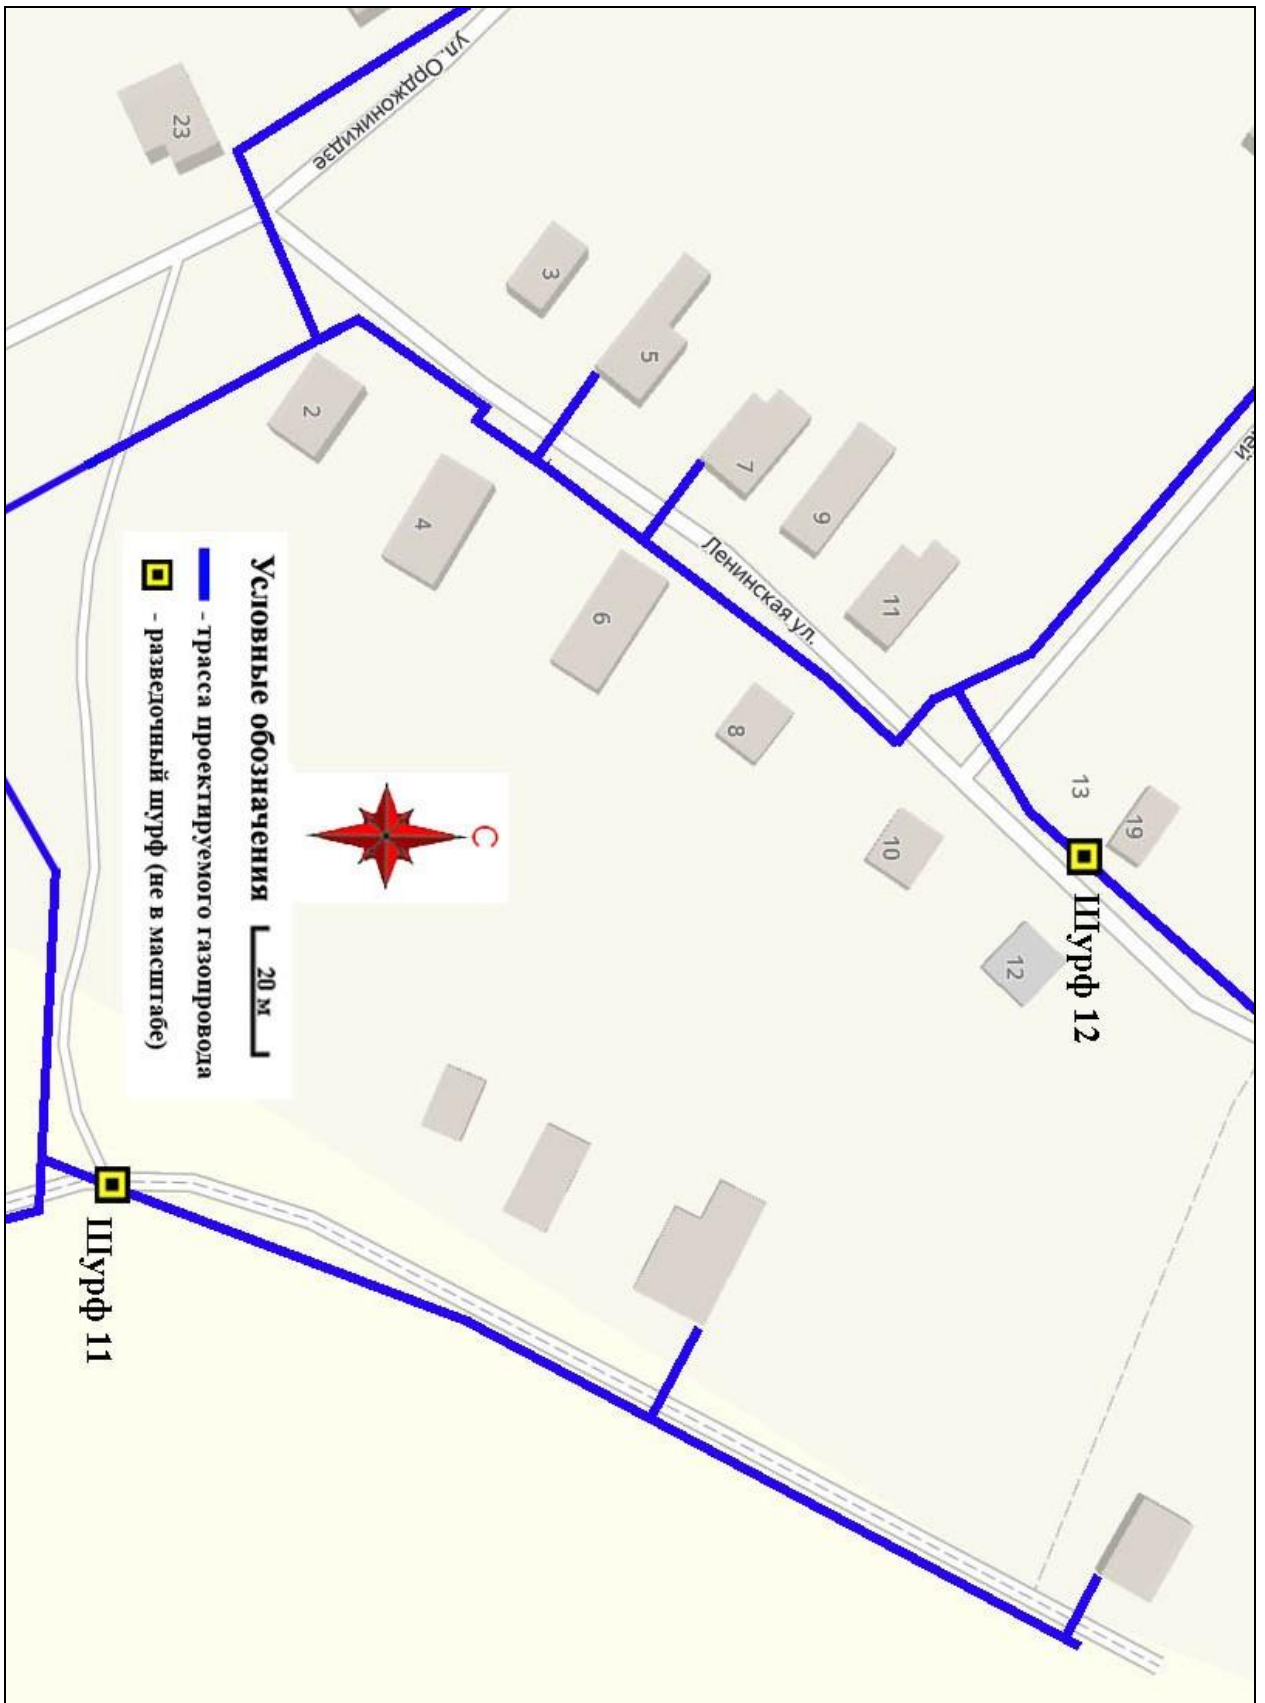 ул. Орджоникидзе
23
3
5
7
9
11
2
4
6
8
10
12
13
19
Ленинская ул.
ей
Шурф 12
С
Условные обозначения
20 м
- трасса проектируемого газопровода
- разведочный шурф (не в масштабе)
Шурф 11